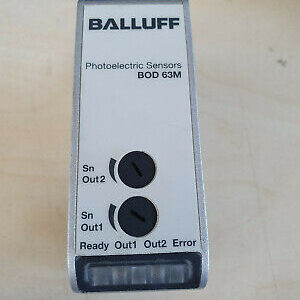 BALLUFF
Photoelectric Sensors
BOD 63M
Sn
Out2
Sn
Out1
Ready Out1 Out2 Error